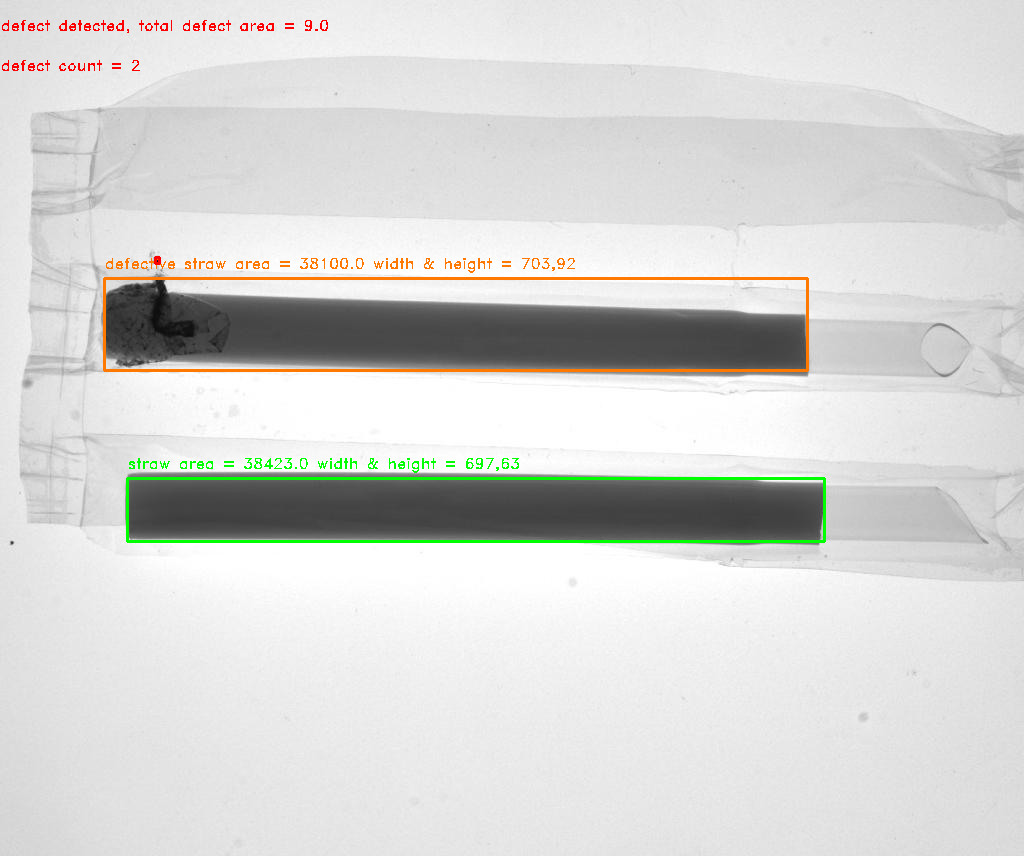 defect detected, total defect area = 9.0
defect count = 2
defective straw area = 38100.0 width & height = 703,92
straw area = 38423.0 width & height = 697,63